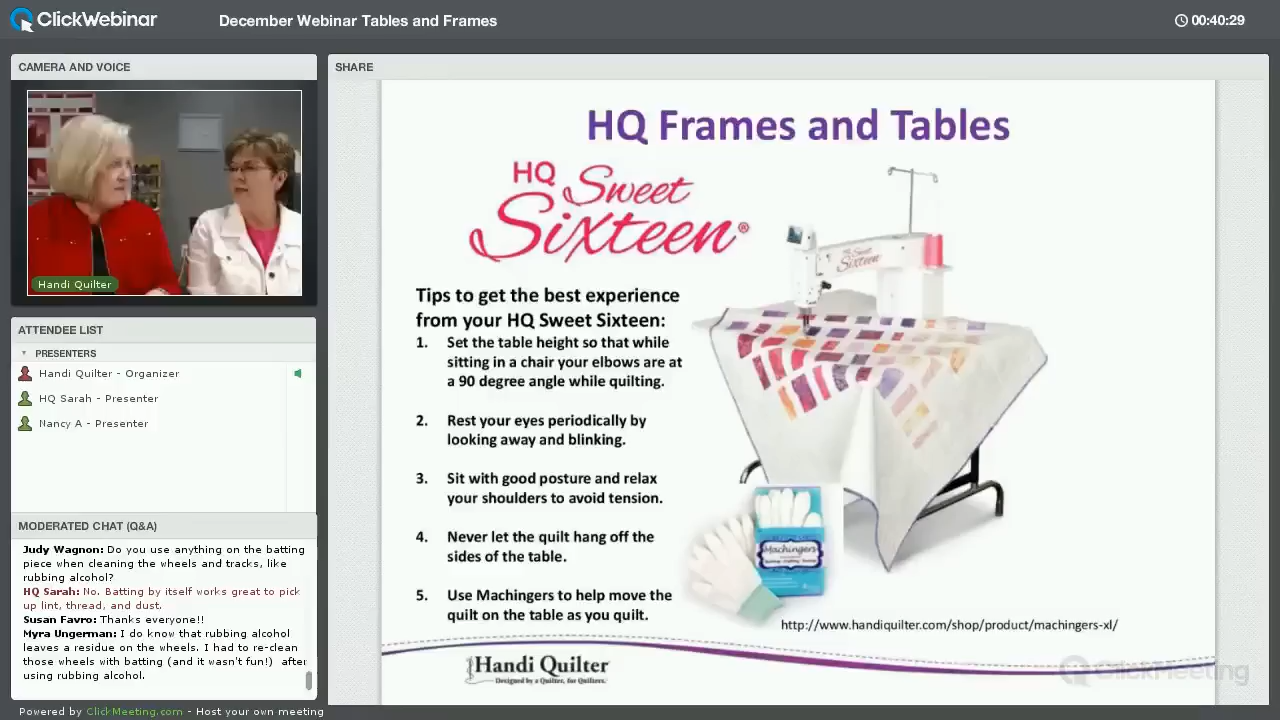 ClickWebinar
December Webinar Tables and Frames
00:40:29
CAMERA AND VOICE
Handi Quilter
ATTENDEE LIST
PRESENTERS
Handi Quilter - Organizer
HQ Sarah - Presenter
Nancy A - Presenter
MODERATED CHAT (Q&A)
Judy Wagnon: Do you use anything on the batting
piece on cleaning the wheels and tracks, like
rubbing alcohol?
HQ Sarah: no. Batting by itself works great to pick
up lint, thread, and dust.
Susan Favro: Thank's everyone!!
Myra Ungerman: I do know that rubbing alcohol
leaves a residue on the wheels. I had to re-clean
those wheels with batting (and it wasn't fun!) after
using rubbing alcohol.
Powered by ClickMeeting.com - Host your own meeting
SHARE
HQ Frames and Tables
HQ Sweet
Sixteen®
HQ Sweet
Sixteen
Tips to get the best experience
from your HQ Sweet Sixteen:
1. Set the table height so that while
sitting in a chair your elbows are at
a 90 degree angle while quilting.
2. Rest your eyes periodically by
looking away and blinking.
3. Sit with good posture and relax
your shoulders to avoid tension.
4. Never let the quilt hang off the
sides of the table.
5. Use Machingers to help move the
quilt on the table as you quilt.
Machingers
http://www.handiquilter.com/shop/product/machingers-xl/
Handi Quilter
Designed by a Quilter, for Quilters.
ClickMeeting